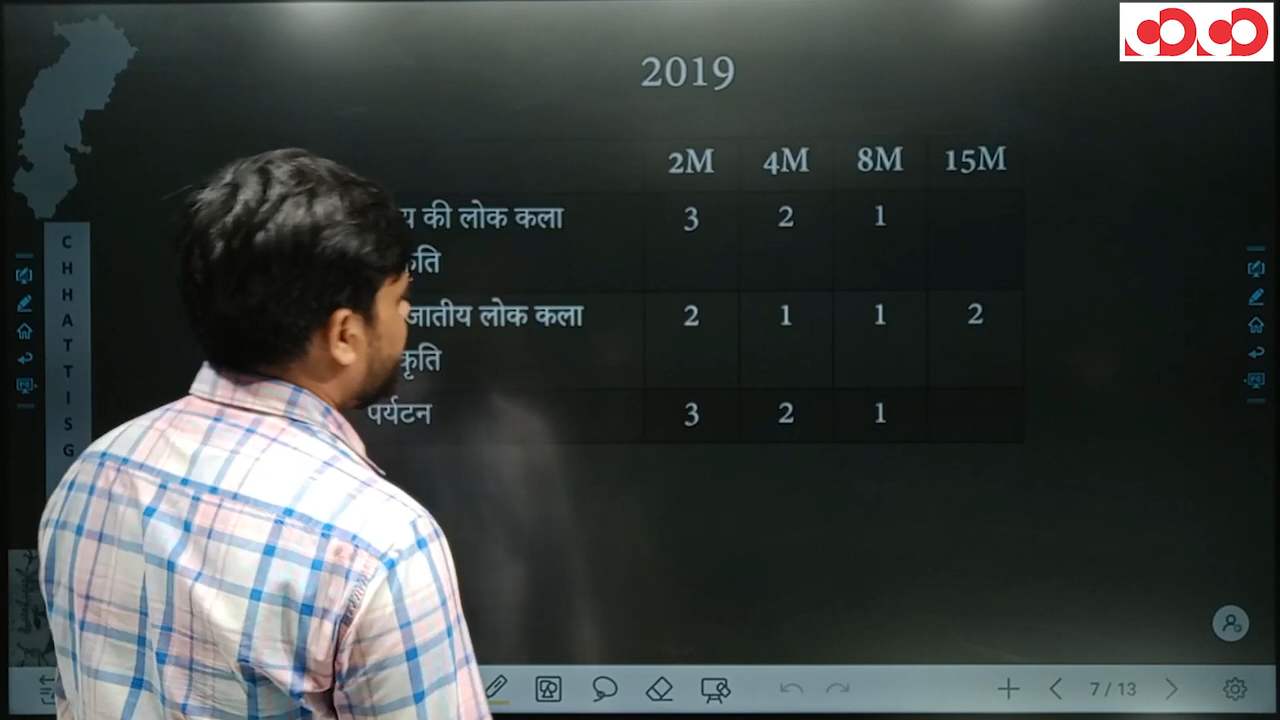 2019
2M 4M 8M 15M
की लोक कला 3 2 1
लोक कला 2 1 1 2
पर्यटन 3 2 1
CHHATTISG
7 / 13